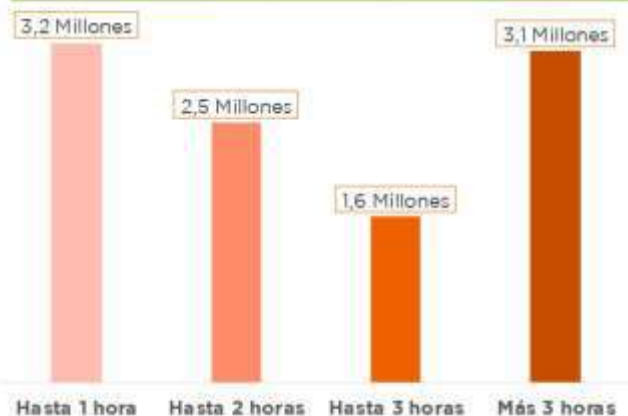 3,2 Millones
3,1 Millones
2,5 Millones
1,6 Millones
Hasta 1 hora
Hasta 2 horas
Hasta 3 horas
Más 3 horas